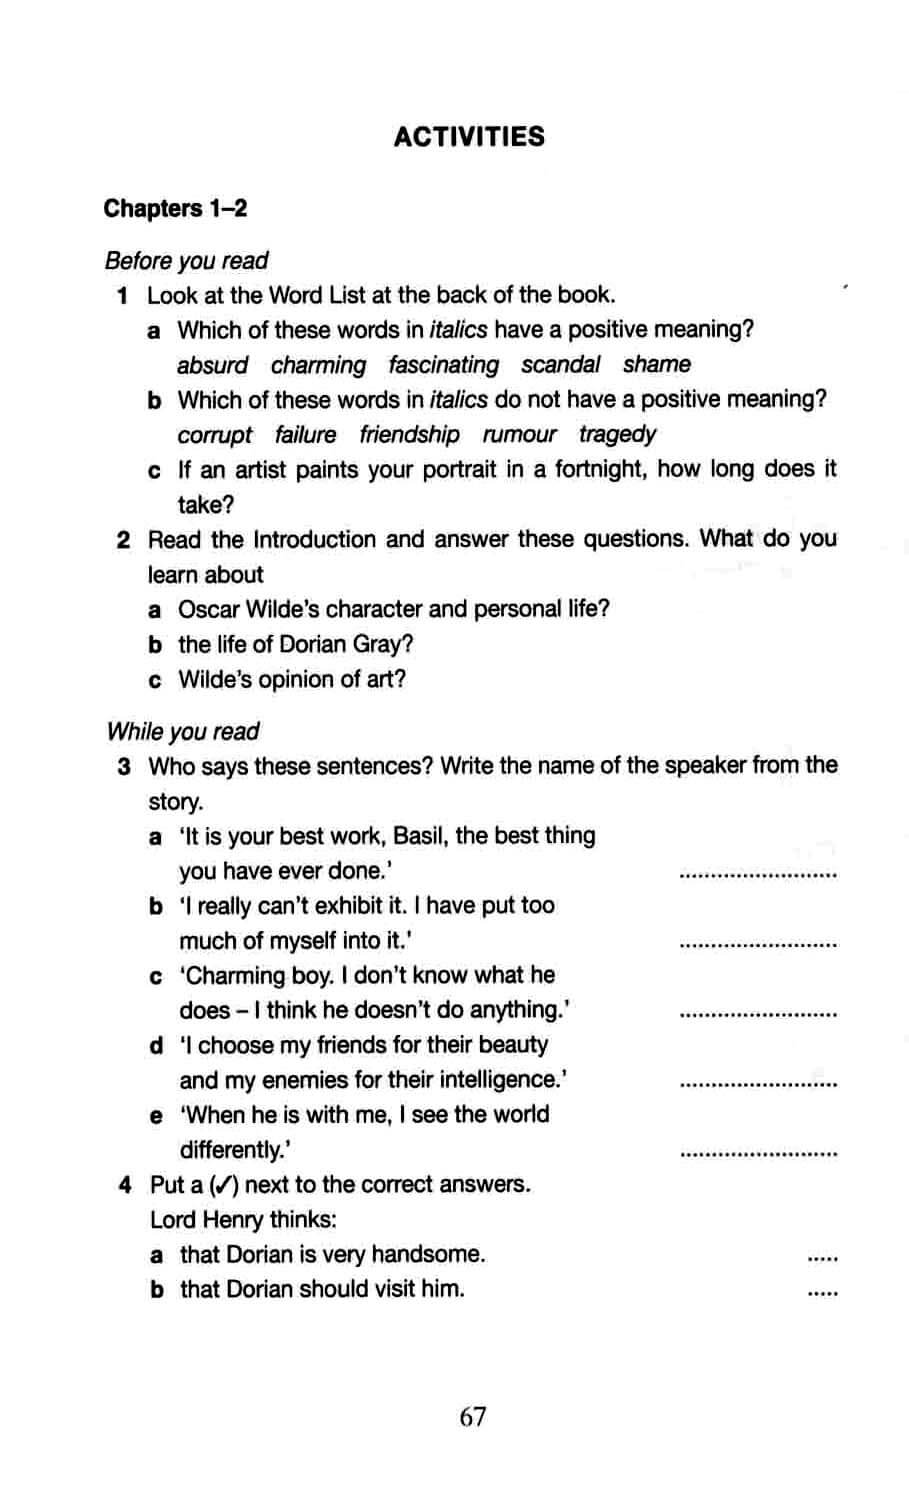 ACTIVITIES
Chapters 1–2
Before you read
1 Look at the Word List at the back of the book.
a Which of these words in italics have a positive meaning?
absurd charming fascinating scandal shame
b Which of these words in italics do not have a positive meaning?
corrupt failure friendship rumour tragedy
c If an artist paints your portrait in a fortnight, how long does it
take?
2 Read the Introduction and answer these questions. What do you
learn about
a Oscar Wilde's character and personal life?
b the life of Dorian Gray?
c Wilde's opinion of art?
While you read
3 Who says these sentences? Write the name of the speaker from the
story.
a 'It is your best work, Basil, the best thing
you have ever done.' .........................
b 'I really can't exhibit it. I have put too
much of myself into it.' .........................
c 'Charming boy. I don't know what he
does – I think he doesn't do anything.' .........................
d 'I choose my friends for their beauty
and my enemies for their intelligence.' .........................
e 'When he is with me, I see the world
differently.' .........................
4 Put a (✓) next to the correct answers.
Lord Henry thinks:
a that Dorian is very handsome. .....
b that Dorian should visit him. .....
67